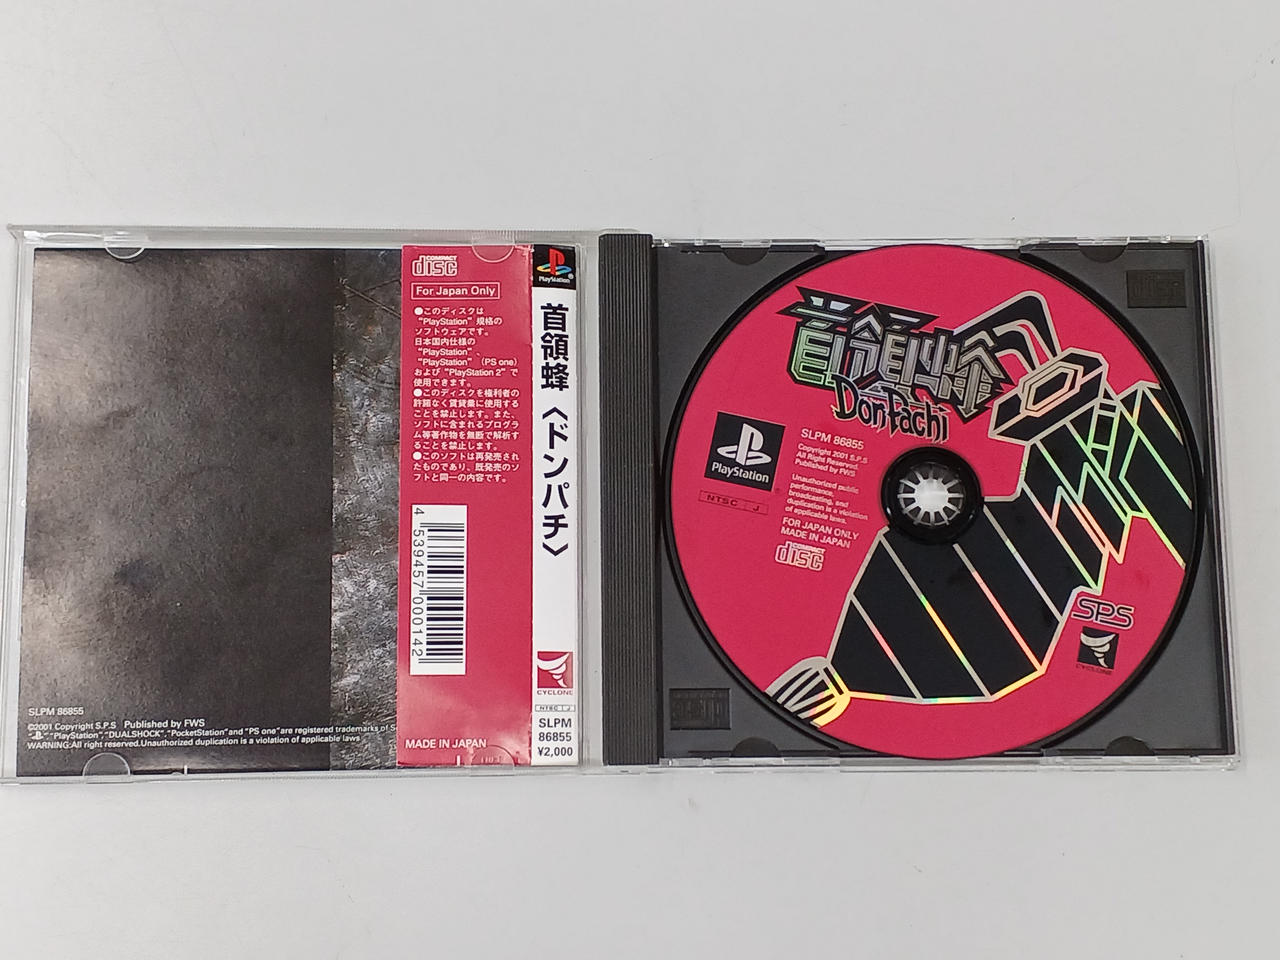 SLPM 86855
©2001 Copyright S.P.S Published by FWS
"PlayStation","DUALSHOCK","PocketStation"and "PS one"are registered trademarks of S
WARNING:All right reserved.Unauthorized duplication is a violation of applicable laws
COMPACT
disc
For Japan Only
●このディスクは
"PlayStation" 規格の
ソフトウェアです。
日本国内仕様の
"PlayStation"、
"PlayStation" (PS one)
および "PlayStation 2" で
使用できます。
●このディスクを権利者の
許諾なく賃貸業に使用する
ことを禁止します。また、
ソフトに含まれるプログラ
ム等著作物を無断で解析す
ることを禁止します。
●このソフトは再発売され
たものであり、既発売のソ
フトと同一の内容です。
4 539457 000142
MADE IN JAPAN
PlayStation®
首領蜂〈ドンパチ〉
CYCLONE
NTSC J
SLPM
86855
¥2,000
首領蜂
DonPachi
PlayStation
NTSC J
SLPM 86855
Copyright 2001 S.P.S
All Right Reserved.
Published by FWS
Unauthorized public
performance,
broadcasting, and
duplication is a violation
of applicable laws.
FOR JAPAN ONLY
MADE IN JAPAN
COMPACT
disc
SPS
CYCLONE